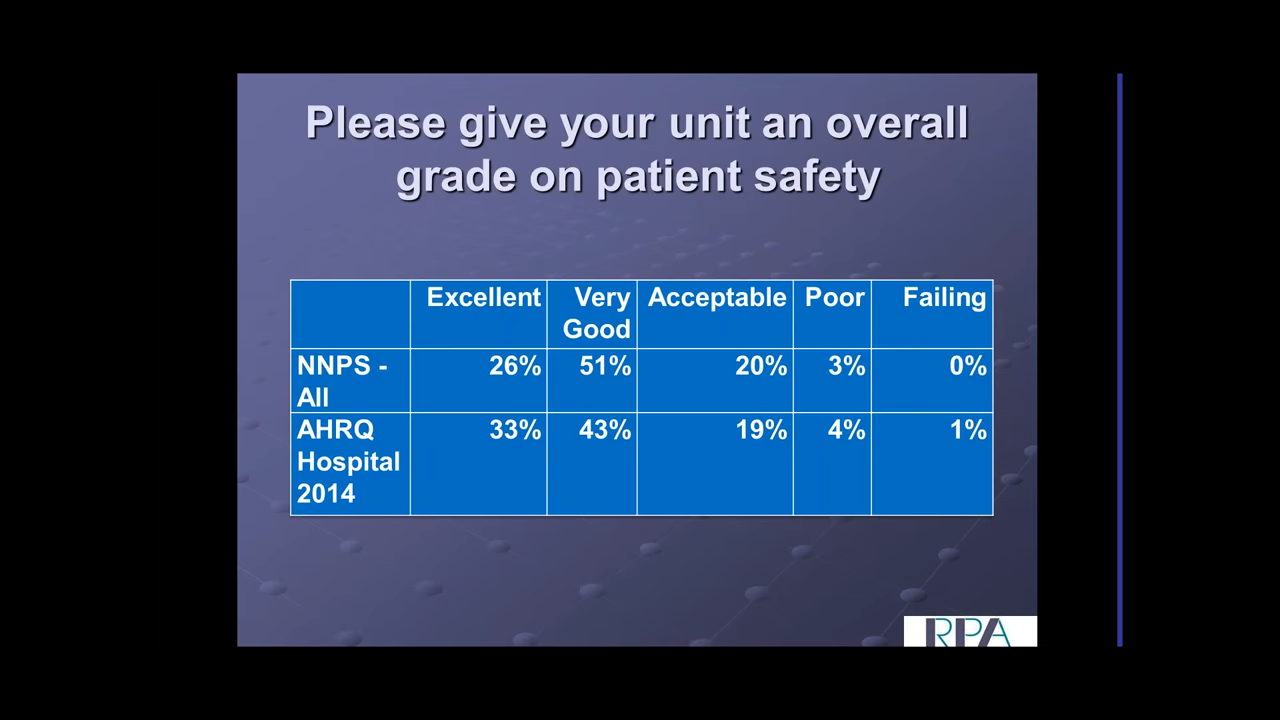 Please give your unit an overall
grade on patient safety
Excellent Very Good Acceptable Poor Failing
NNPS - All 26% 51% 20% 3% 0%
AHRQ Hospital 2014 33% 43% 19% 4% 1%
RPA